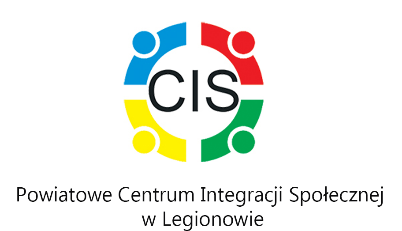 CIS
Powiatowe Centrum Integracji Społecznej
w Legionowie